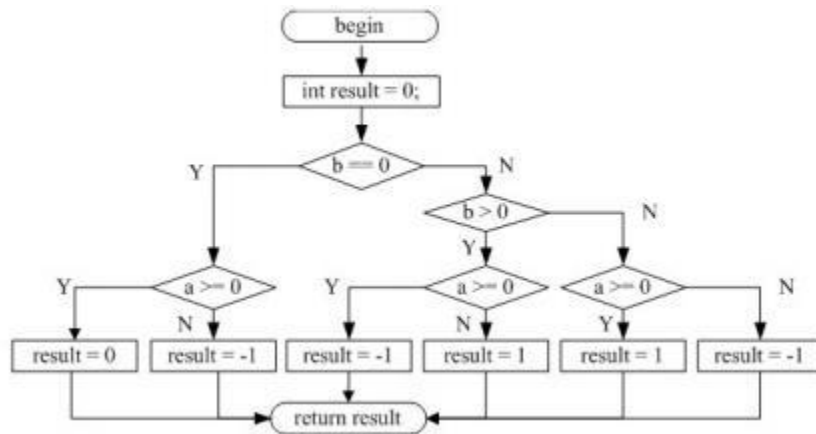 begin
int result = 0;
b == 0
Y
N
b > 0
N
Y
a >= 0
a >= 0
a >= 0
Y
N
Y
N
Y
N
result = 0
result = -1
result = -1
result = 1
result = 1
result = -1
return result